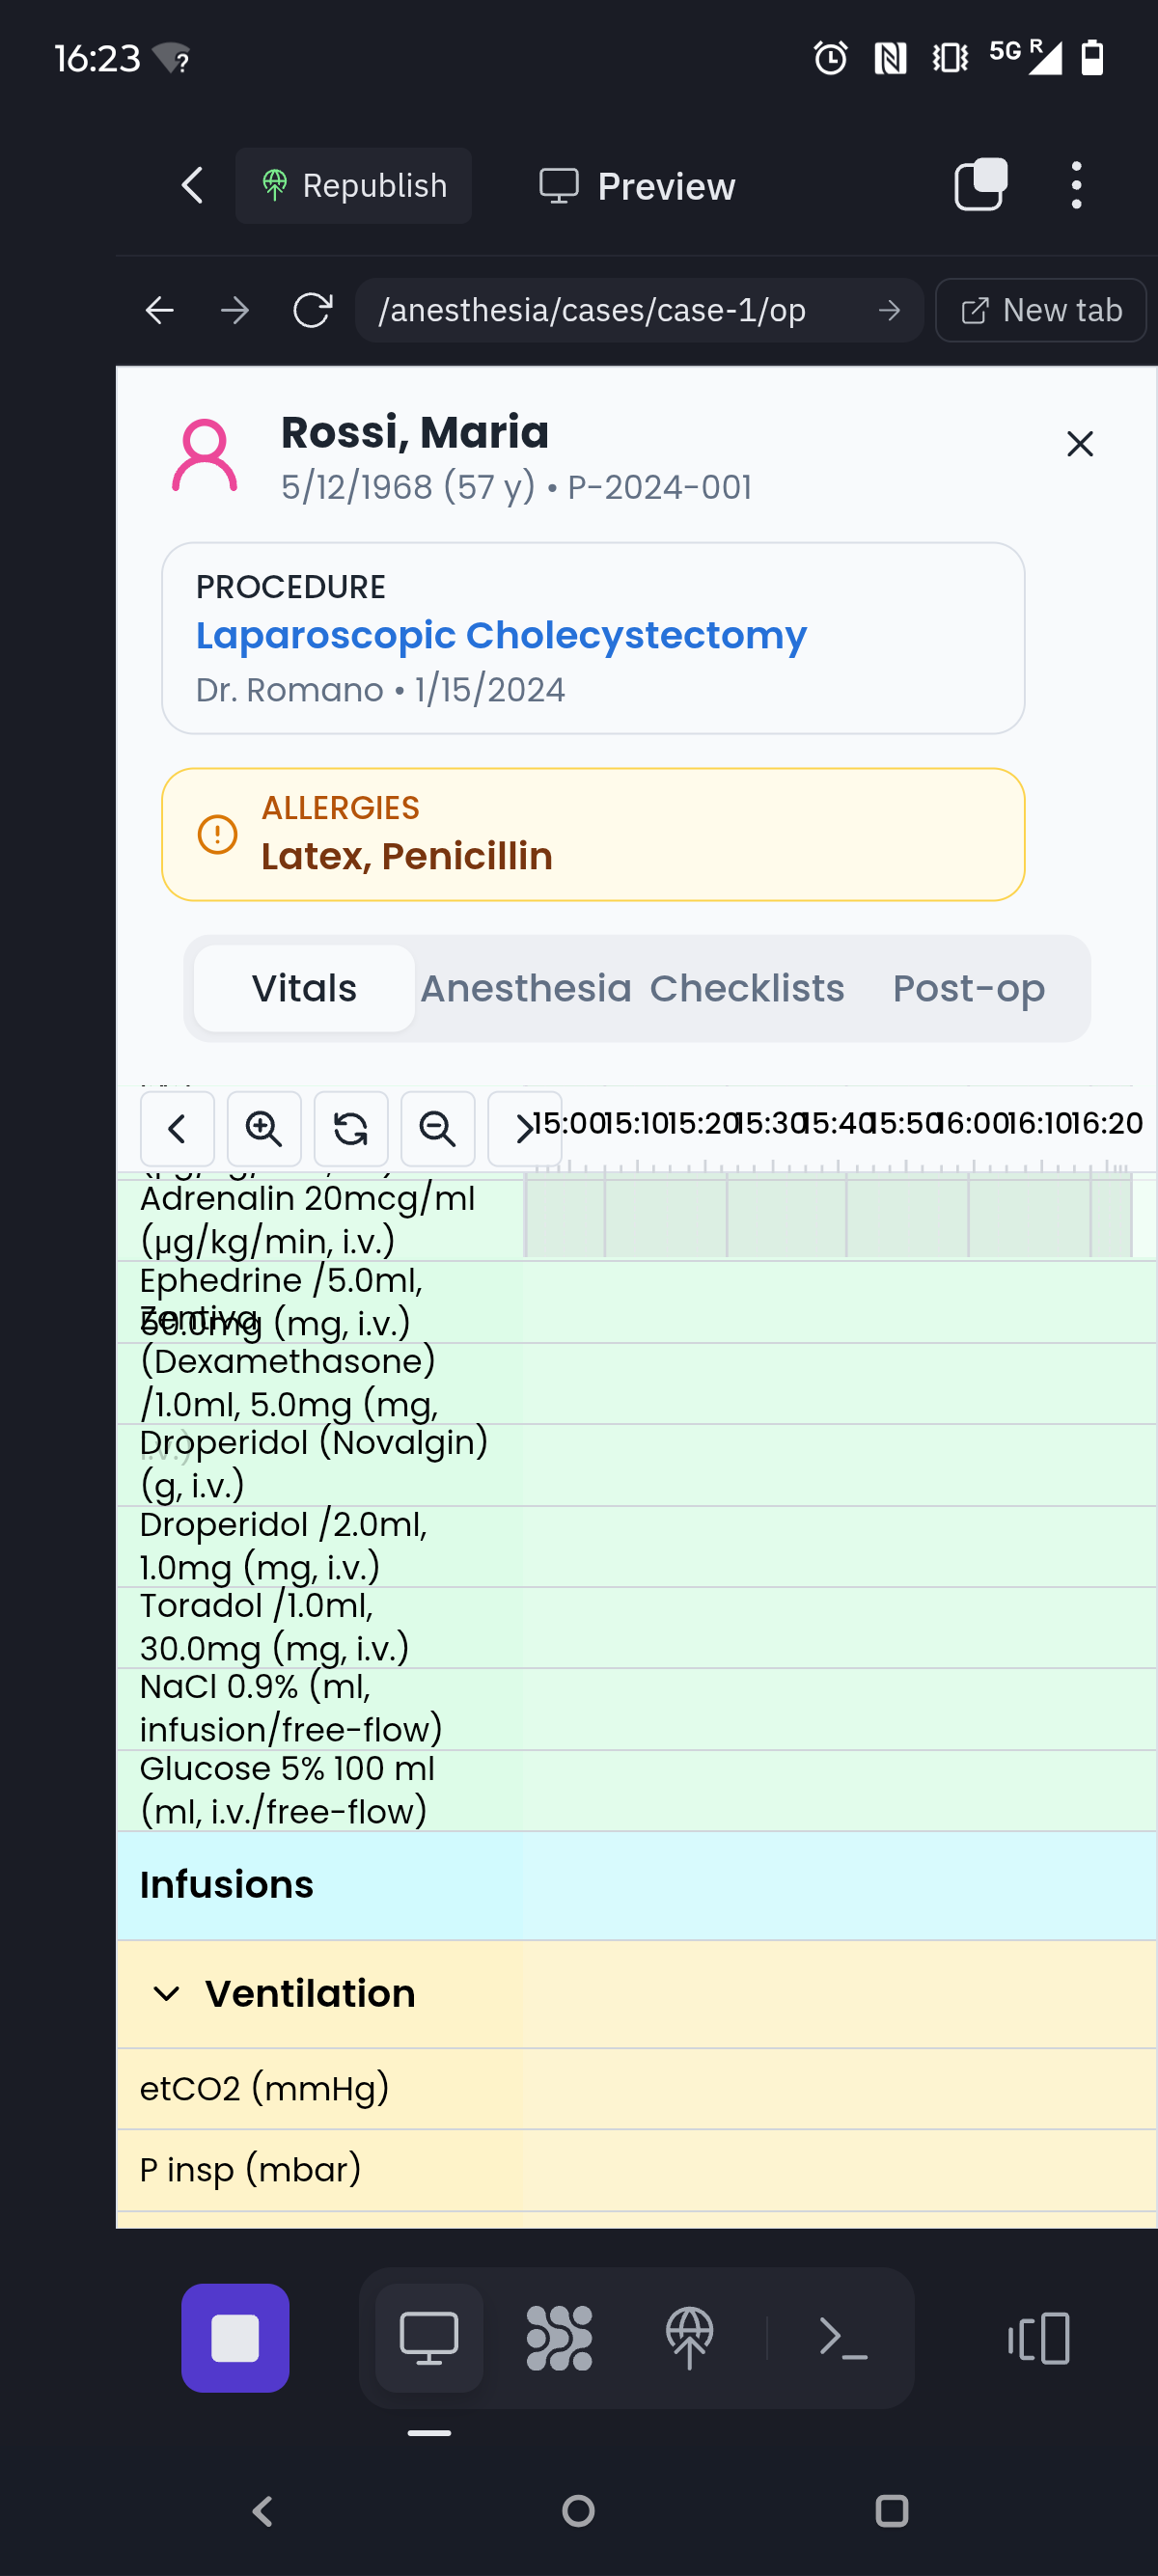 16:23
5G R
Republish
Preview
/anesthesia/cases/case-1/op
New tab
Rossi, Maria
5/12/1968 (57 y) • P-2024-001
PROCEDURE
Laparoscopic Cholecystectomy
Dr. Romano • 1/15/2024
ALLERGIES
Latex, Penicillin
Vitals Anesthesia Checklists Post-op
15:00 15:10 15:20 15:30 15:40 15:50 16:00 16:10 16:20
Adrenalin 20mcg/ml
(µg/kg/min, i.v.)
Ephedrine /5.0ml,
50.0mg (mg, i.v.)
Zentiva
(Dexamethasone)
/1.0ml, 5.0mg (mg,
i.v.)
Droperidol (Novalgin)
(g, i.v.)
Droperidol /2.0ml,
1.0mg (mg, i.v.)
Toradol /1.0ml,
30.0mg (mg, i.v.)
NaCl 0.9% (ml,
infusion/free-flow)
Glucose 5% 100 ml
(ml, i.v./free-flow)
Infusions
Ventilation
etCO2 (mmHg)
P insp (mbar)